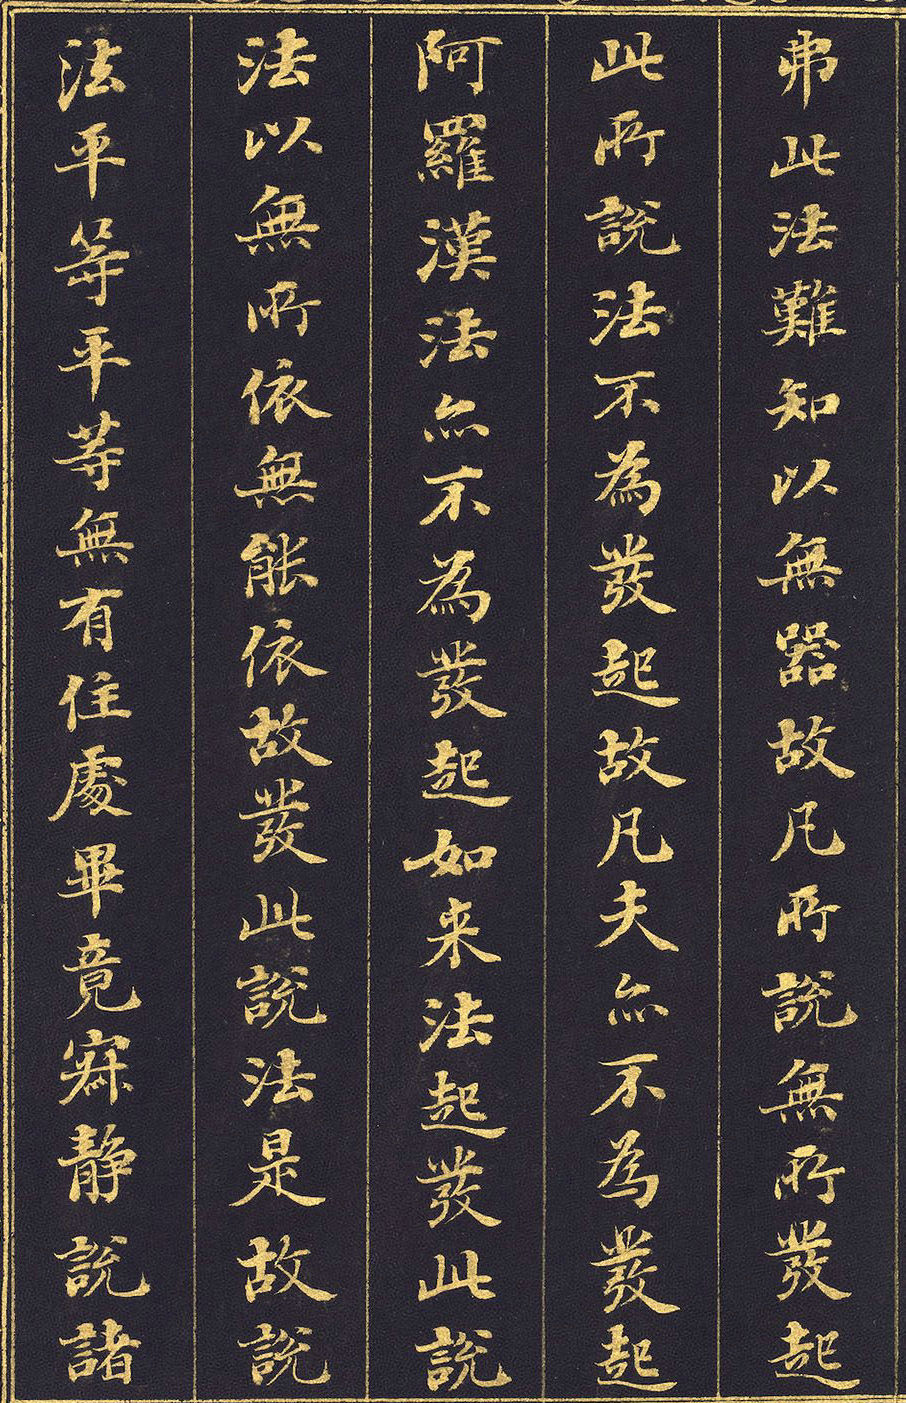 弗此法難知以無器故凡所說無所發起
此所說法不為發起故凡夫亦不為發起
阿羅漢法亦不為發起如来法起發此說
法以無所依無能依故發此說法是故說
法平等平等無有住處畢竟寂静說諸